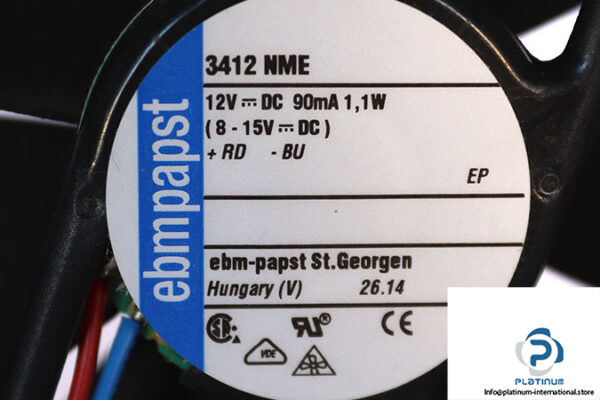 ebmpapst
3412 NME
12V ⎓ DC 90mA 1,1W
( 8 - 15V ⎓ DC )
+ RD - BU
EP
ebm-papst St.Georgen
Hungary (V) 26.14
VDE
CE
PLATINUM
Info@platinum-international.store